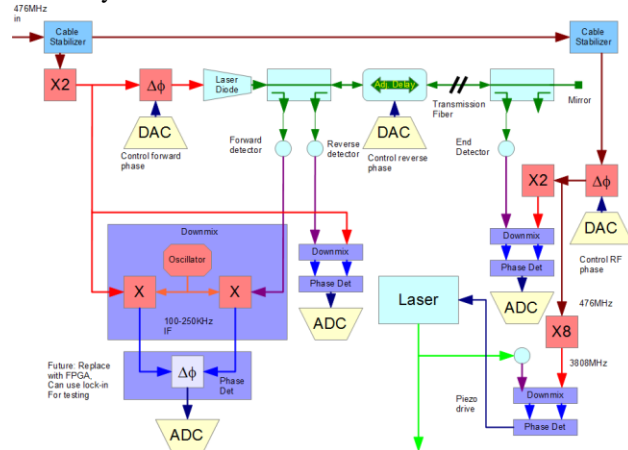 476MHz
in
Cable
Stabilizer
Cable
Stabilizer
X2
Δϕ
Laser
Diode
Adj. Delay
Transmission
Fiber
Mirror
DAC
Control forward
phase
Forward
detector
Reverse
detector
DAC
Control reverse
phase
End
Detector
X2
Δϕ
DAC
Control RF
phase
Downmix
Oscillator
X
X
100-250KHz
IF
Downmix
Phase Det
ADC
Downmix
Phase Det
ADC
Laser
476MHz
X8
3808MHz
Future: Replace
with FPGA,
Can use lock-in
For testing
Δϕ
Phase
Det
ADC
Piezo
drive
Downmix
Phase Det